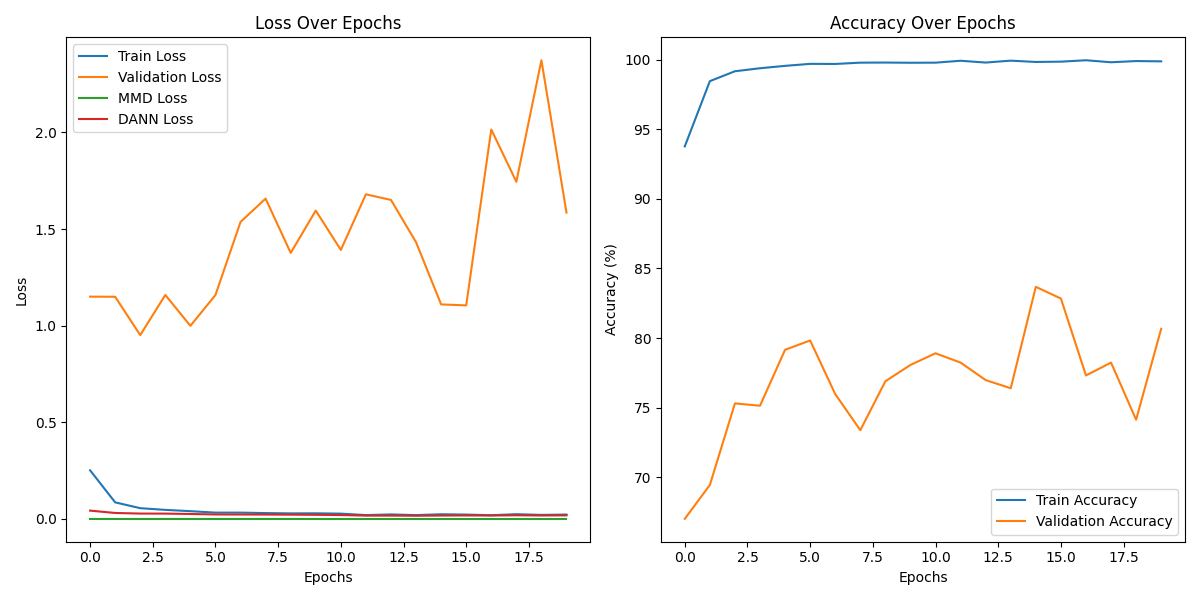 Loss Over Epochs
Train Loss
Validation Loss
MMD Loss
DANN Loss
2.0
1.5
1.0
0.5
0.0
Loss
0.0 2.5 5.0 7.5 10.0 12.5 15.0 17.5
Epochs
Accuracy Over Epochs
100
95
90
85
80
75
70
Accuracy (%)
Train Accuracy
Validation Accuracy
0.0 2.5 5.0 7.5 10.0 12.5 15.0 17.5
Epochs